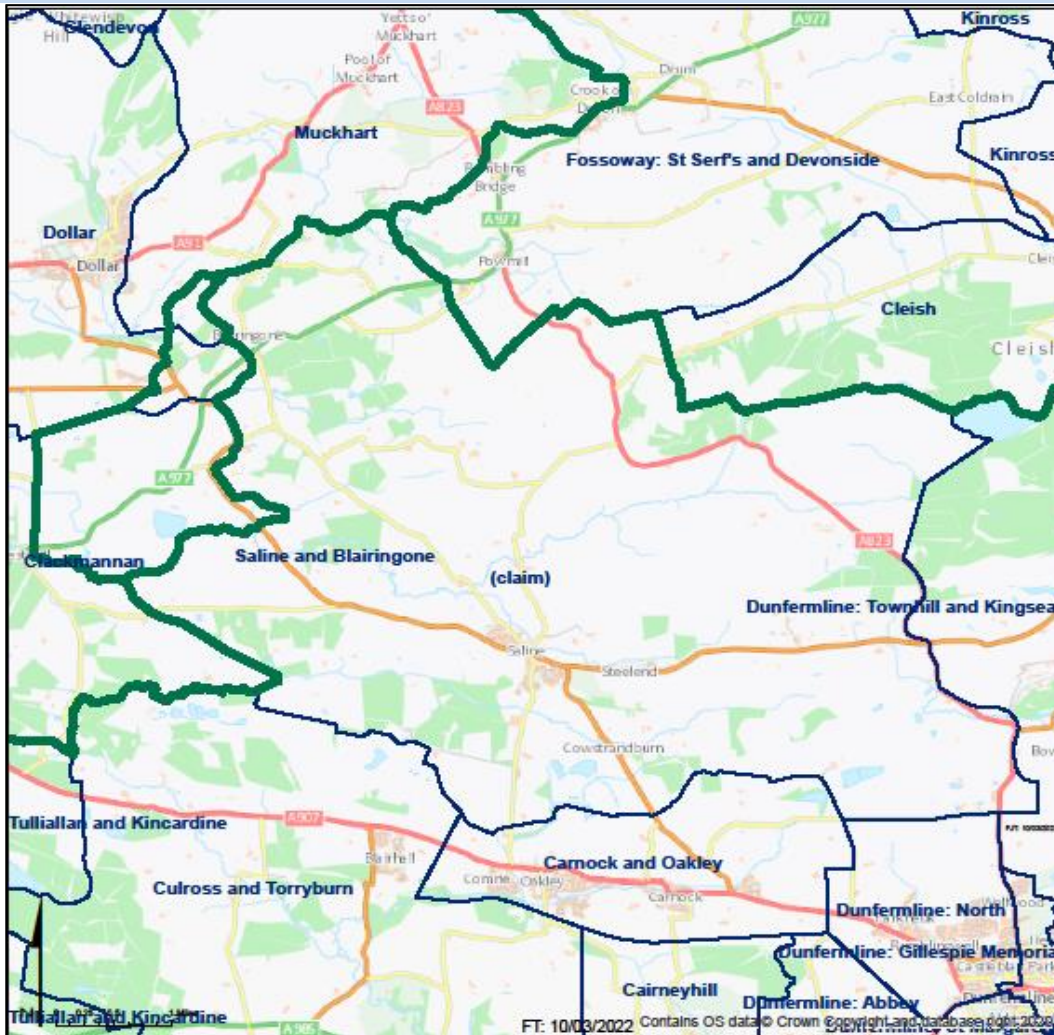 Glendevon
Whitewisp
Hill
Yetts o'
Muckhart
A977
Kinross
Pool of
Muckhart
Drum
A823
Crook of
Devon
East Coldrain
Muckhart
Fossoway: St Serf's and Devonside
Kinross
Rumbling
Bridge
A977
Dollar
A91
Dollar
Powmill
Cleish
Cleish
Blairingone
A977
A823
Clackmannan
Saline and Blairingone
(claim)
Dunfermline: Townhill and Kingsea
Saline
Steelend
Cowstrandburn
Tulliallan and Kincardine
A907
Blairhall
Carnock and Oakley
Culross and Torryburn
Comrie
Oakley
Carnock
Dunfermline: North
Dunfermline: Gillespie Memoria
Cairneyhill
Dunfermline: Abbey
Dunfermline
Tulliallan and Kincardine
A985
FT: 10/03/2022 Contains OS data © Crown Copyright and database right